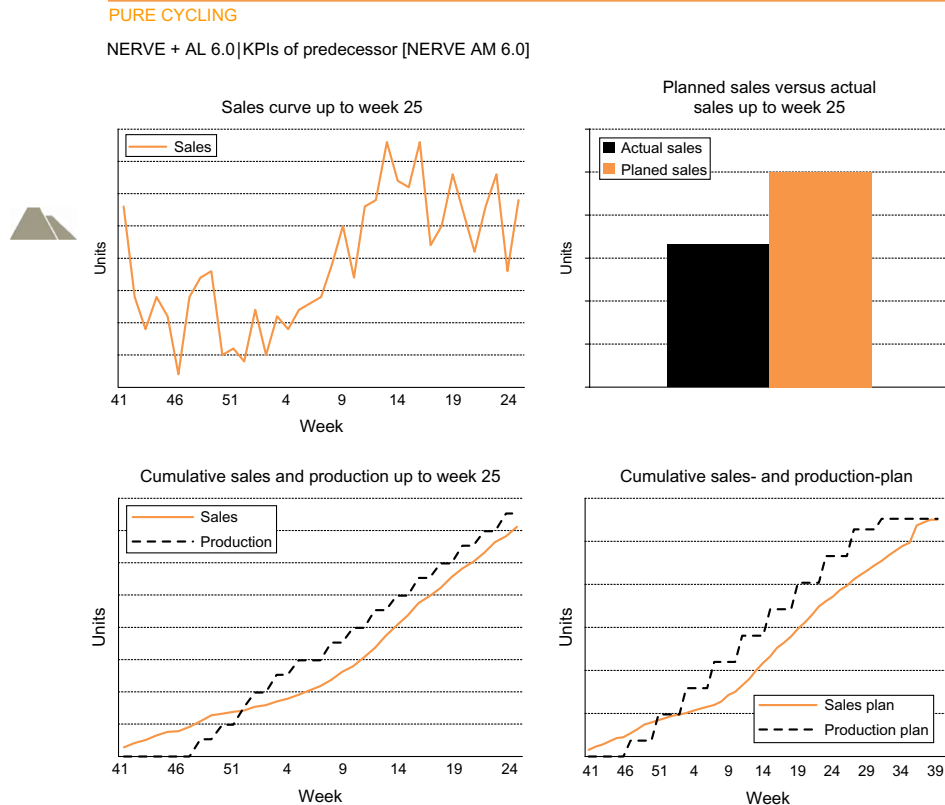 PURE CYCLING
NERVE + AL 6.0|KPIs of predecessor [NERVE AM 6.0]
Sales curve up to week 25
Sales
Units
41 46 51 4 9 14 19 24
Week
Planned sales versus actual
sales up to week 25
Actual sales
Planed sales
Units
Cumulative sales and production up to week 25
Sales
Production
Units
41 46 51 4 9 14 19 24
Week
Cumulative sales- and production-plan
Units
Sales plan
Production plan
41 46 51 4 9 14 19 24 29 34 39
Week